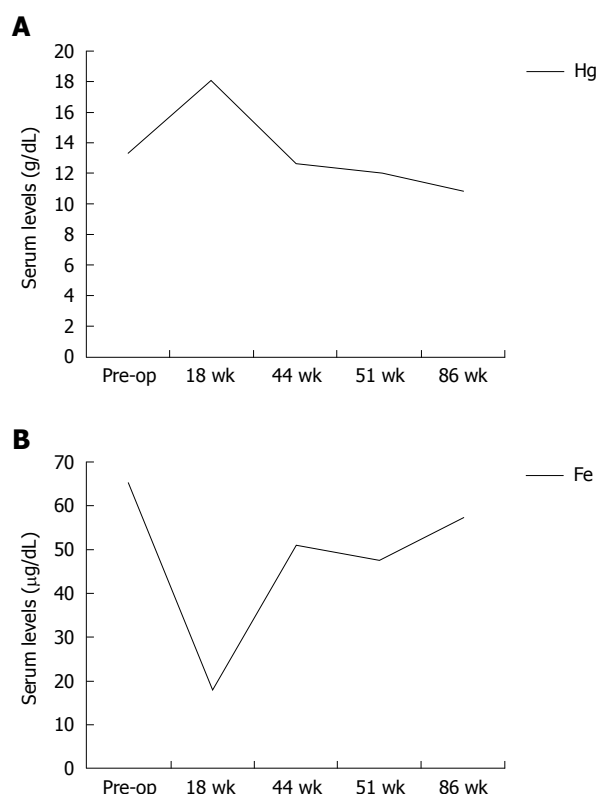 A
20
18
16
14
12
10
8
6
4
2
0
Serum levels (g/dL)
Hg
Pre-op 18 wk 44 wk 51 wk 86 wk
B
70
60
50
40
30
20
10
0
Serum levels (μg/dL)
Fe
Pre-op 18 wk 44 wk 51 wk 86 wk